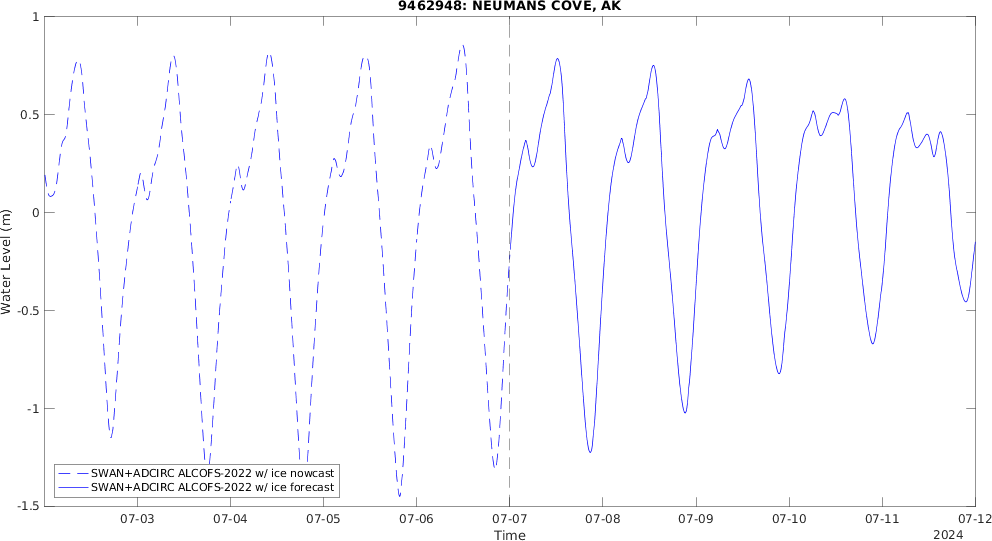 9462948: NEUMANS COVE, AK
1
0.5
0
-0.5
-1
-1.5
Water Level (m)
SWAN+ADCIRC ALCOFS-2022 w/ ice nowcast
SWAN+ADCIRC ALCOFS-2022 w/ ice forecast
07-03 07-04 07-05 07-06 07-07 07-08 07-09 07-10 07-11 07-12
Time
2024